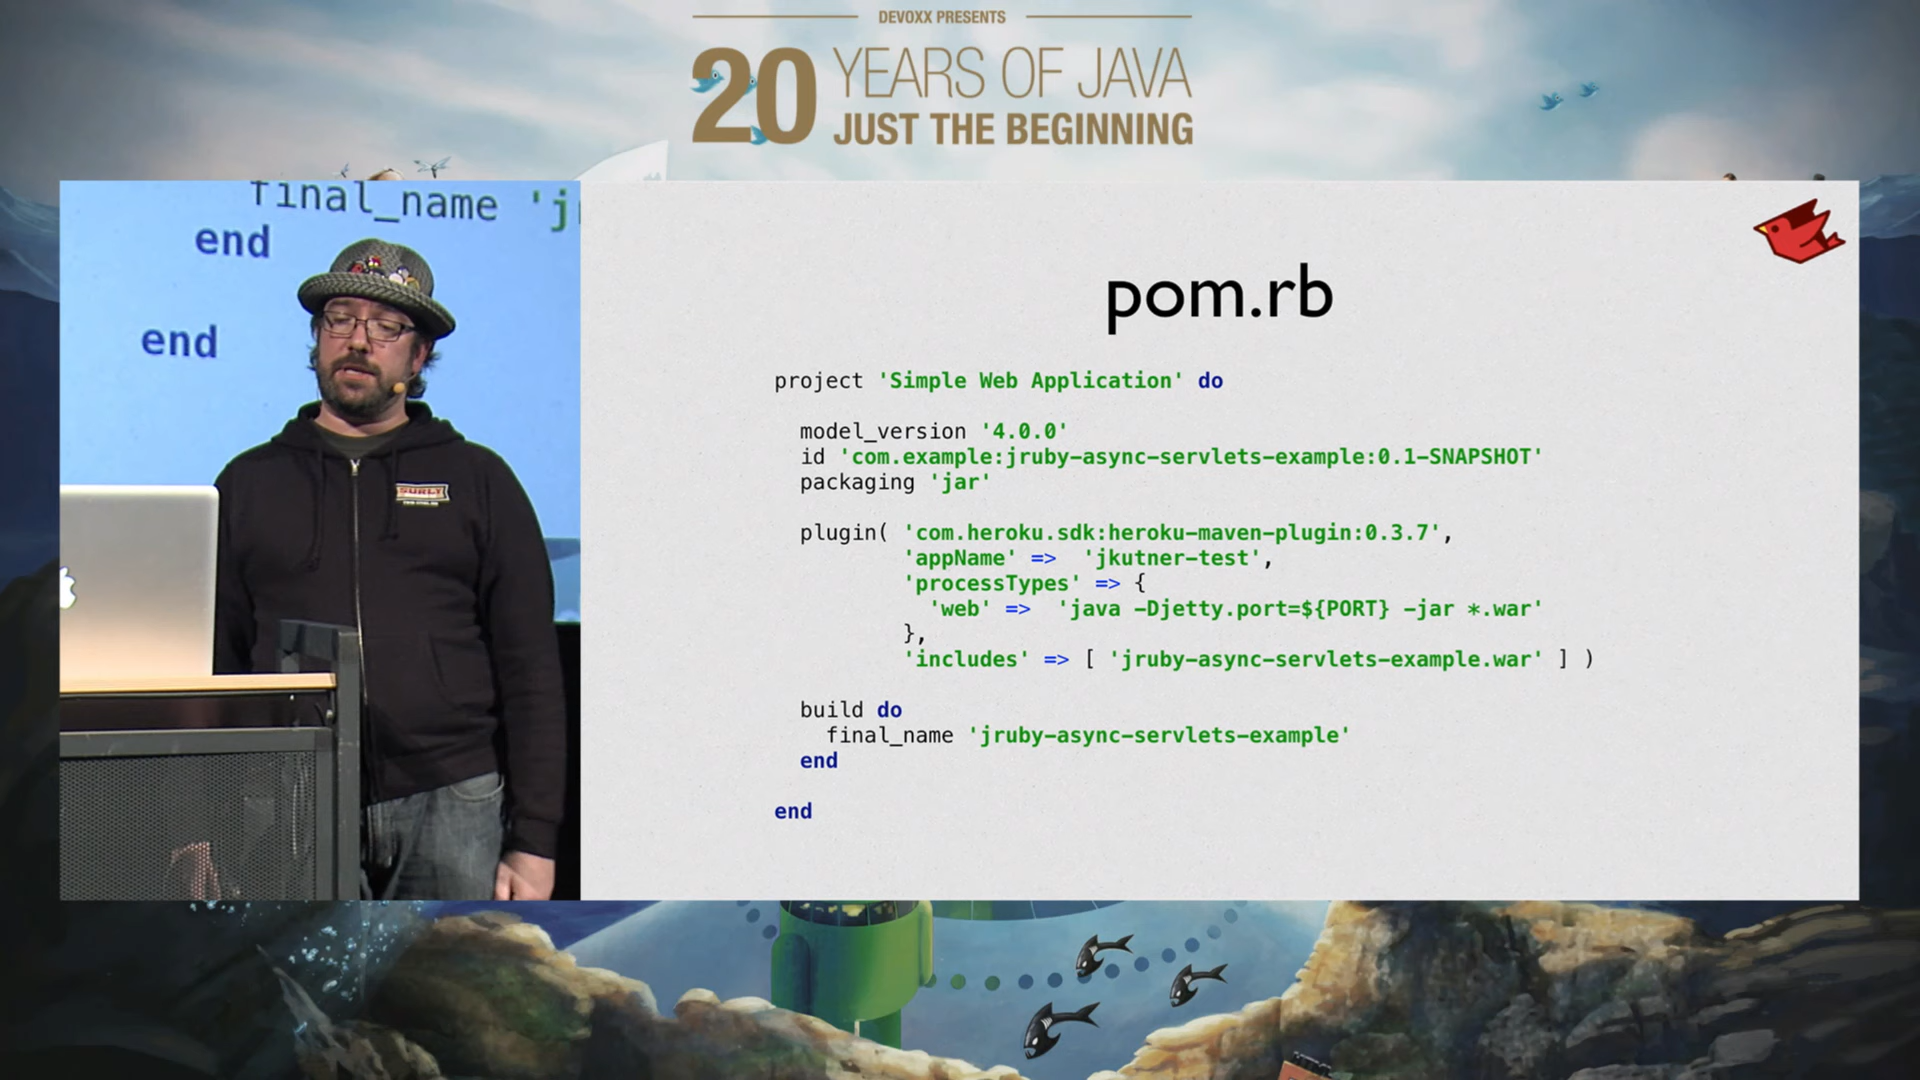 DEVOXX PRESENTS
20 YEARS OF JAVA
JUST THE BEGINNING
final_name 'j
end
end
SURLY
pom.rb
project 'Simple Web Application' do
model_version '4.0.0'
id 'com.example:jruby-async-servlets-example:0.1-SNAPSHOT'
packaging 'jar'
plugin( 'com.heroku.sdk:heroku-maven-plugin:0.3.7',
'appName' => 'jkutner-test',
'processTypes' => {
'web' => 'java -Djetty.port=${PORT} -jar *.war'
},
'includes' => [ 'jruby-async-servlets-example.war' ] )
build do
final_name 'jruby-async-servlets-example'
end
end